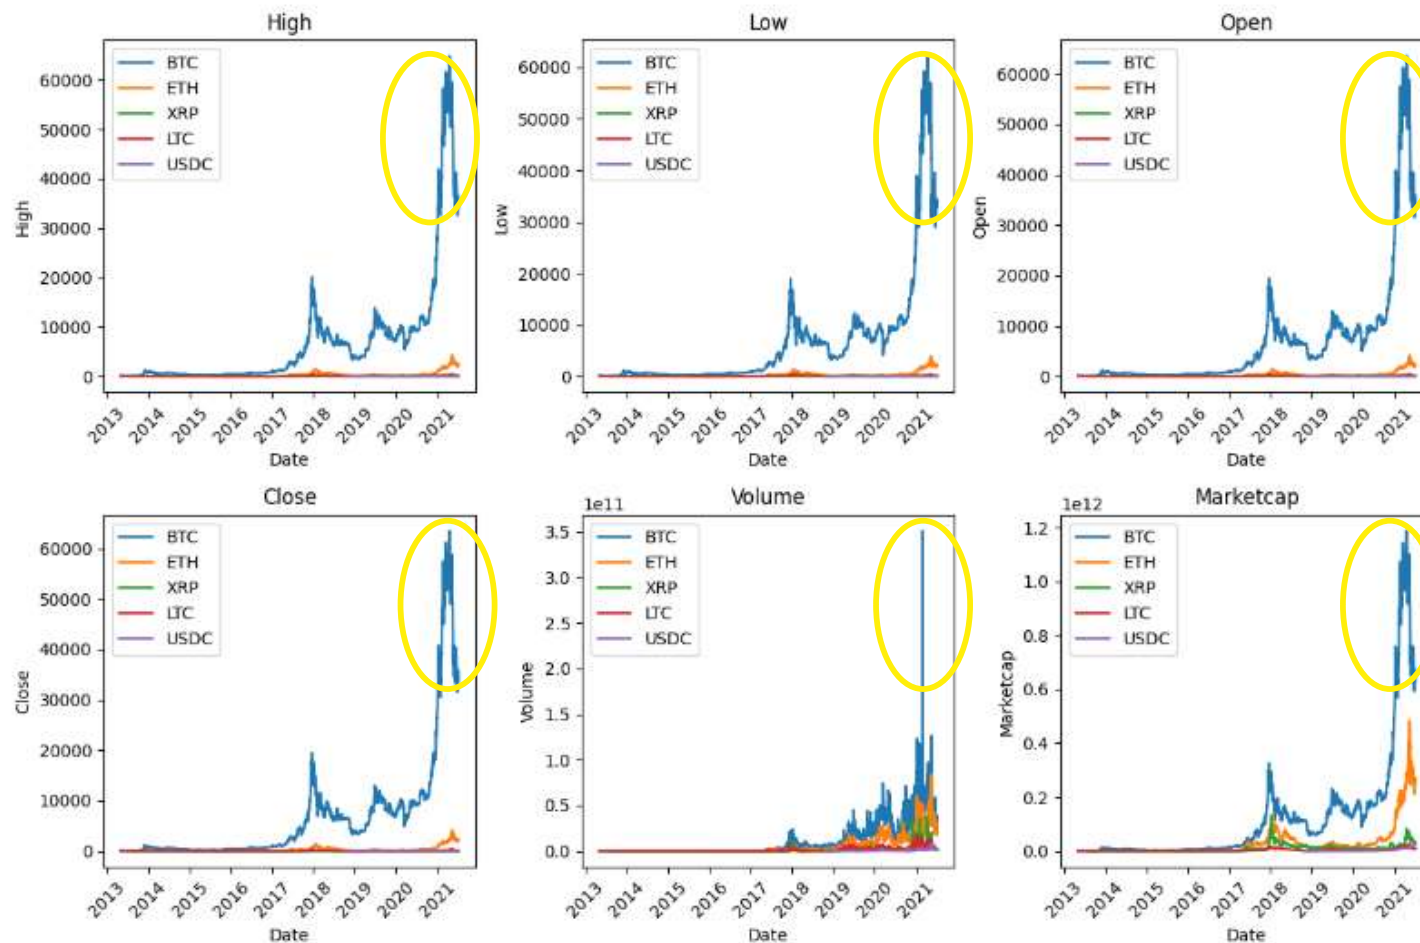 High
BTC
ETH
XRP
LTC
USDC
60000
50000
40000
30000
20000
10000
0
High
2013
2014
2015
2016
2017
2018
2019
2020
2021
Date
Low
BTC
ETH
XRP
LTC
USDC
60000
50000
40000
30000
20000
10000
0
Low
2013
2014
2015
2016
2017
2018
2019
2020
2021
Date
Open
BTC
ETH
XRP
LTC
USDC
60000
50000
40000
30000
20000
10000
0
Open
2013
2014
2015
2016
2017
2018
2019
2020
2021
Date
Close
BTC
ETH
XRP
LTC
USDC
60000
50000
40000
30000
20000
10000
0
Close
2013
2014
2015
2016
2017
2018
2019
2020
2021
Date
Volume
1e11
BTC
ETH
XRP
LTC
USDC
3.5
3.0
2.5
2.0
1.5
1.0
0.5
0.0
Volume
2013
2014
2015
2016
2017
2018
2019
2020
2021
Date
Marketcap
1e12
BTC
ETH
XRP
LTC
USDC
1.2
1.0
0.8
0.6
0.4
0.2
0.0
Marketcap
2013
2014
2015
2016
2017
2018
2019
2020
2021
Date